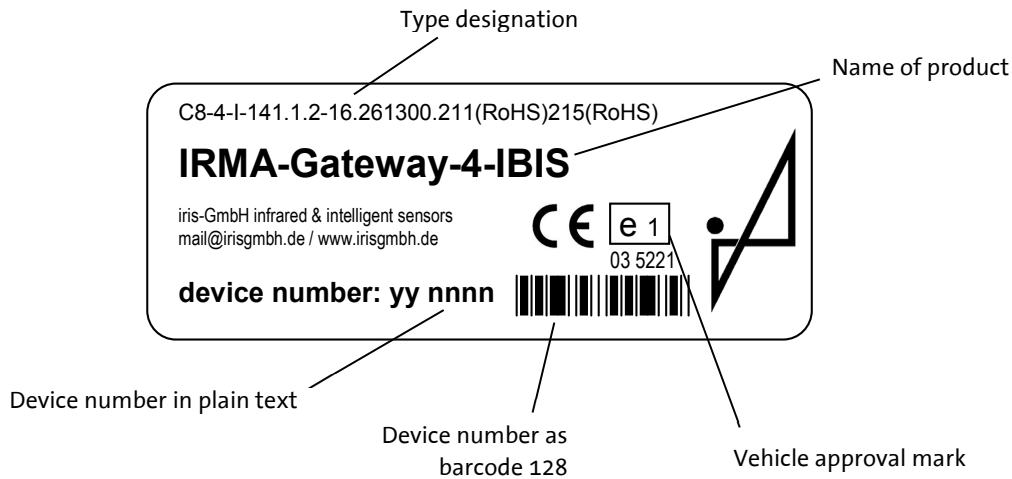 Type designation
Name of product
C8-4-I-141.1.2-16.261300.211(RoHS)215(RoHS)
IRMA-Gateway-4-IBIS
iris-GmbH infrared & intelligent sensors
mail@irisgmbh.de / www.irisgmbh.de
CE
e 1
03 5221
device number: yy nnnn
Device number in plain text
Device number as
barcode 128
Vehicle approval mark